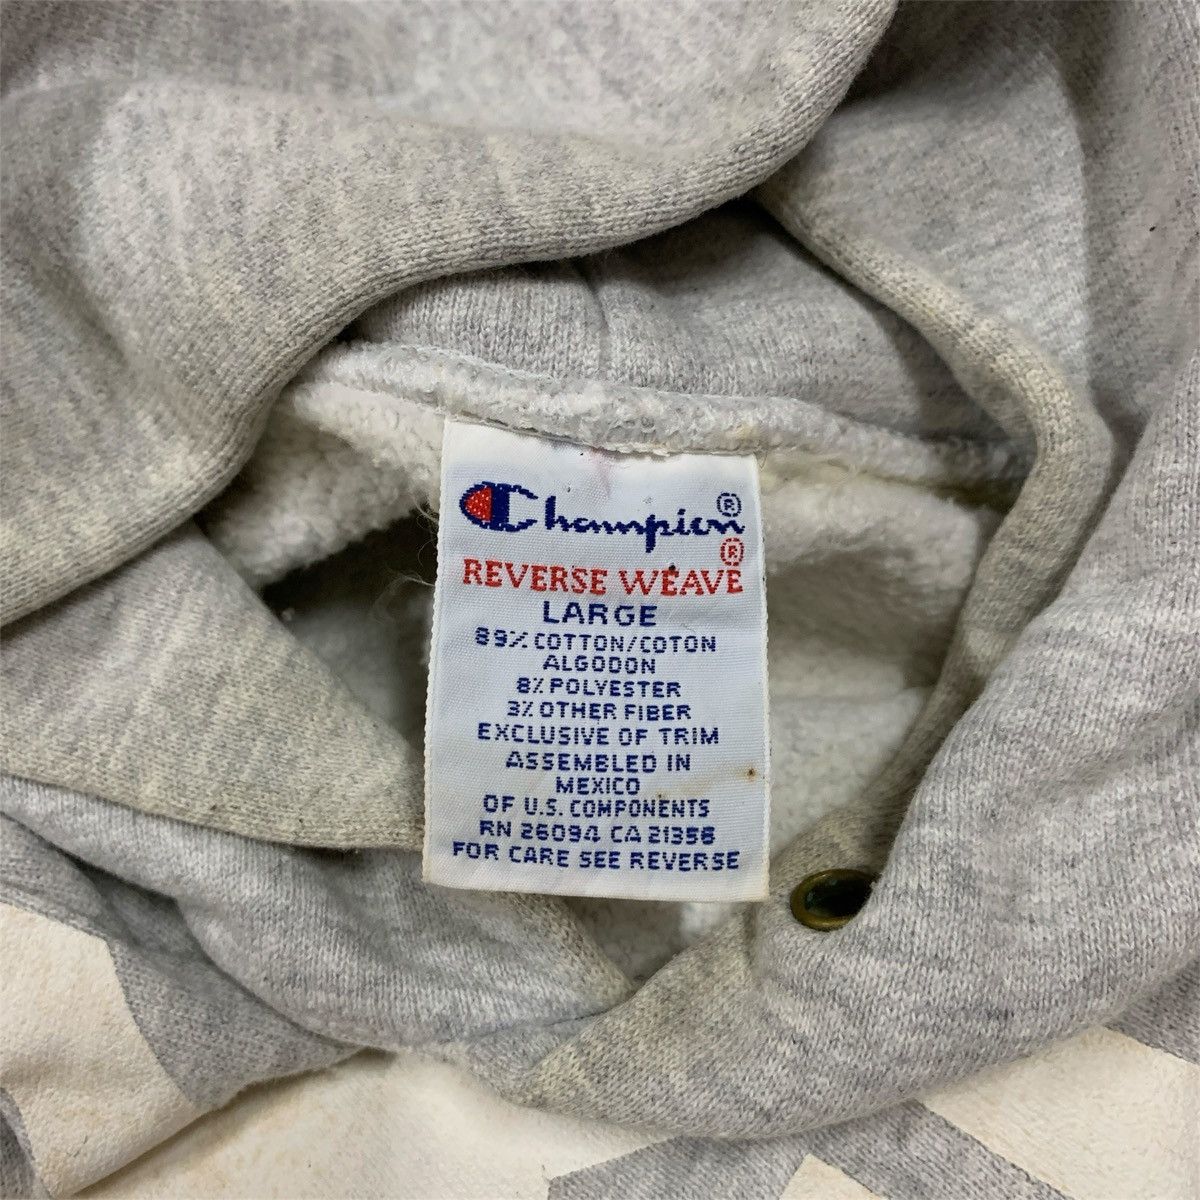 Champion®
REVERSE WEAVE®
LARGE
89% COTTON/COTON
ALGODON
8% POLYESTER
3% OTHER FIBER
EXCLUSIVE OF TRIM
ASSEMBLED IN
MEXICO
OF U.S. COMPONENTS
RN 26094 CA 21356
FOR CARE SEE REVERSE